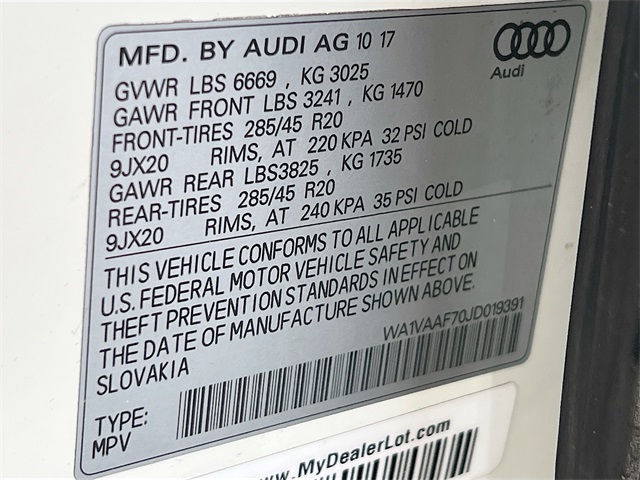 MFD. BY AUDI AG 10 17
Audi
GVWR LBS 6669 , KG 3025
GAWR FRONT LBS 3241 , KG 1470
FRONT-TIRES 285/45 R20
9JX20 RIMS, AT 220 KPA 32 PSI COLD
GAWR REAR LBS3825 , KG 1735
REAR-TIRES 285/45 R20
9JX20 RIMS, AT 240 KPA 35 PSI COLD
THIS VEHICLE CONFORMS TO ALL APPLICABLE
U.S. FEDERAL MOTOR VEHICLE SAFETY AND
THEFT PREVENTION STANDARDS IN EFFECT ON
THE DATE OF MANUFACTURE SHOWN ABOVE.
SLOVAKIA
WA1VAAF70JD019391
TYPE:
MPV
www.MyDealerLot.com